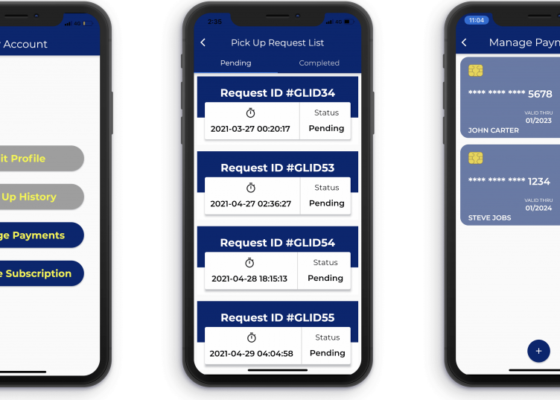 Account
it Profile
Up History
ge Payments
e Subscription
2:35
Pick Up Request List
Pending
Completed
Request ID #GLID34
Status
2021-03-27 00:20:17
Pending
Request ID #GLID53
Status
2021-04-27 02:36:27
Pending
Request ID #GLID54
Status
2021-04-28 18:15:13
Pending
Request ID #GLID55
Status
2021-04-29 04:04:58
Pending
11:04
Manage Paym
**** **** **** 5678
VALID THRU
01/2023
JOHN CARTER
**** **** **** 1234
VALID THRU
01/2024
STEVE JOBS
+